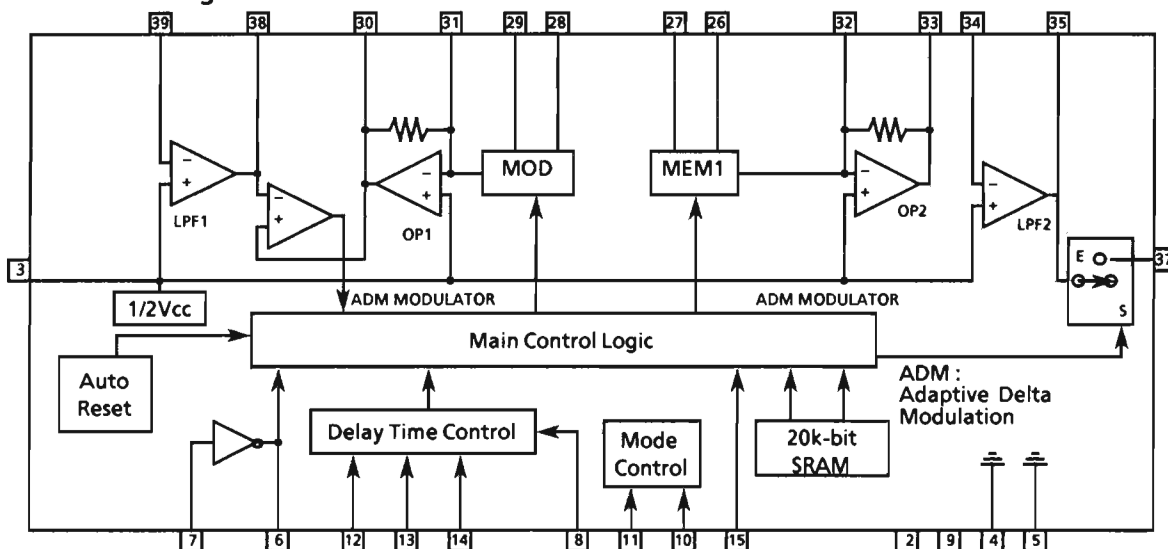 39 38 30 31 29 28 27 26 32 33 34 35
MOD MEM1
− + LPF1
− +
− + OP1
− + OP2
− + LPF2
3
E
37
S
1/2Vcc
ADM MODULATOR ADM MODULATOR
Main Control Logic
Auto
Reset
ADM :
Adaptive Delta
Modulation
Delay Time Control
Mode
Control
20k-bit
SRAM
7 6 12 13 14 8 11 10 15 2 9 4 5